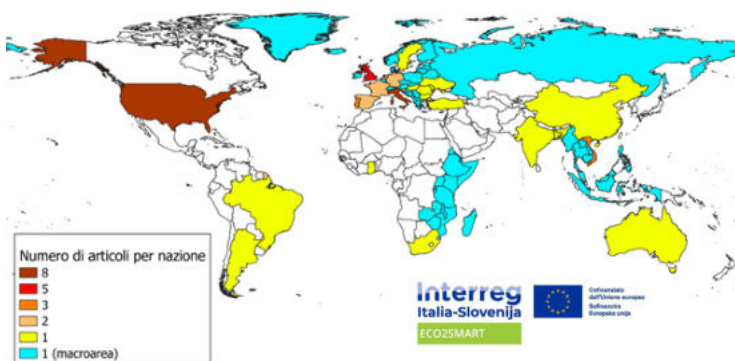 Numero di articoli per nazione
8
5
3
2
1
1 (macroarea)
Interreg
Italia-Slovenija
ECO2SMART
Cofinanziato
dall'Unione europea
Sofinancira
Evropska unija